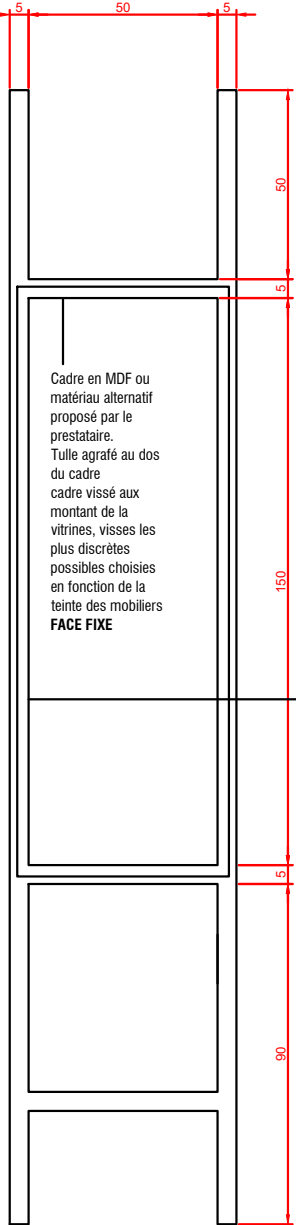 5 50 5
50
5
Cadre en MDF ou
matériau alternatif
proposé par le
prestataire.
Tulle agrafé au dos
du cadre
cadre vissé aux
montant de la
vitrines, visses les
plus discrètes
possibles choisies
en fonction de la
teinte des mobiliers
FACE FIXE
150
5
90